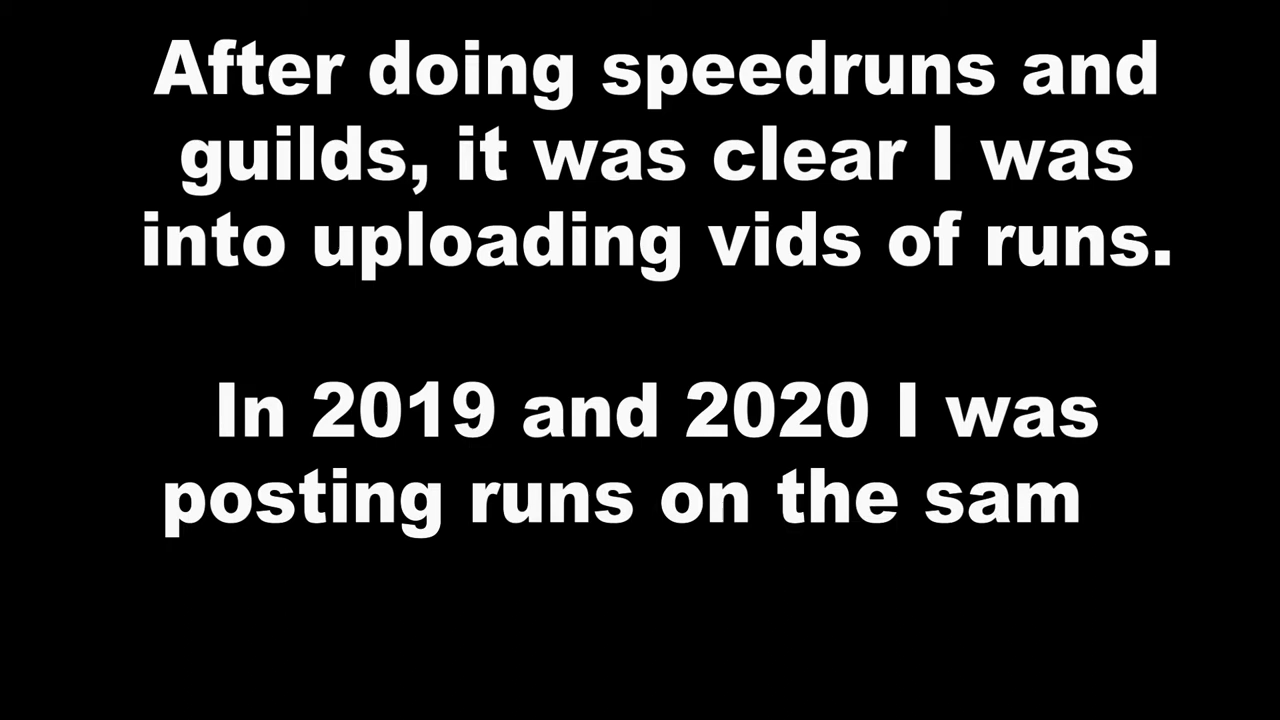 After doing speedruns and
guilds, it was clear I was
into uploading vids of runs.
In 2019 and 2020 I was
posting runs on the sam